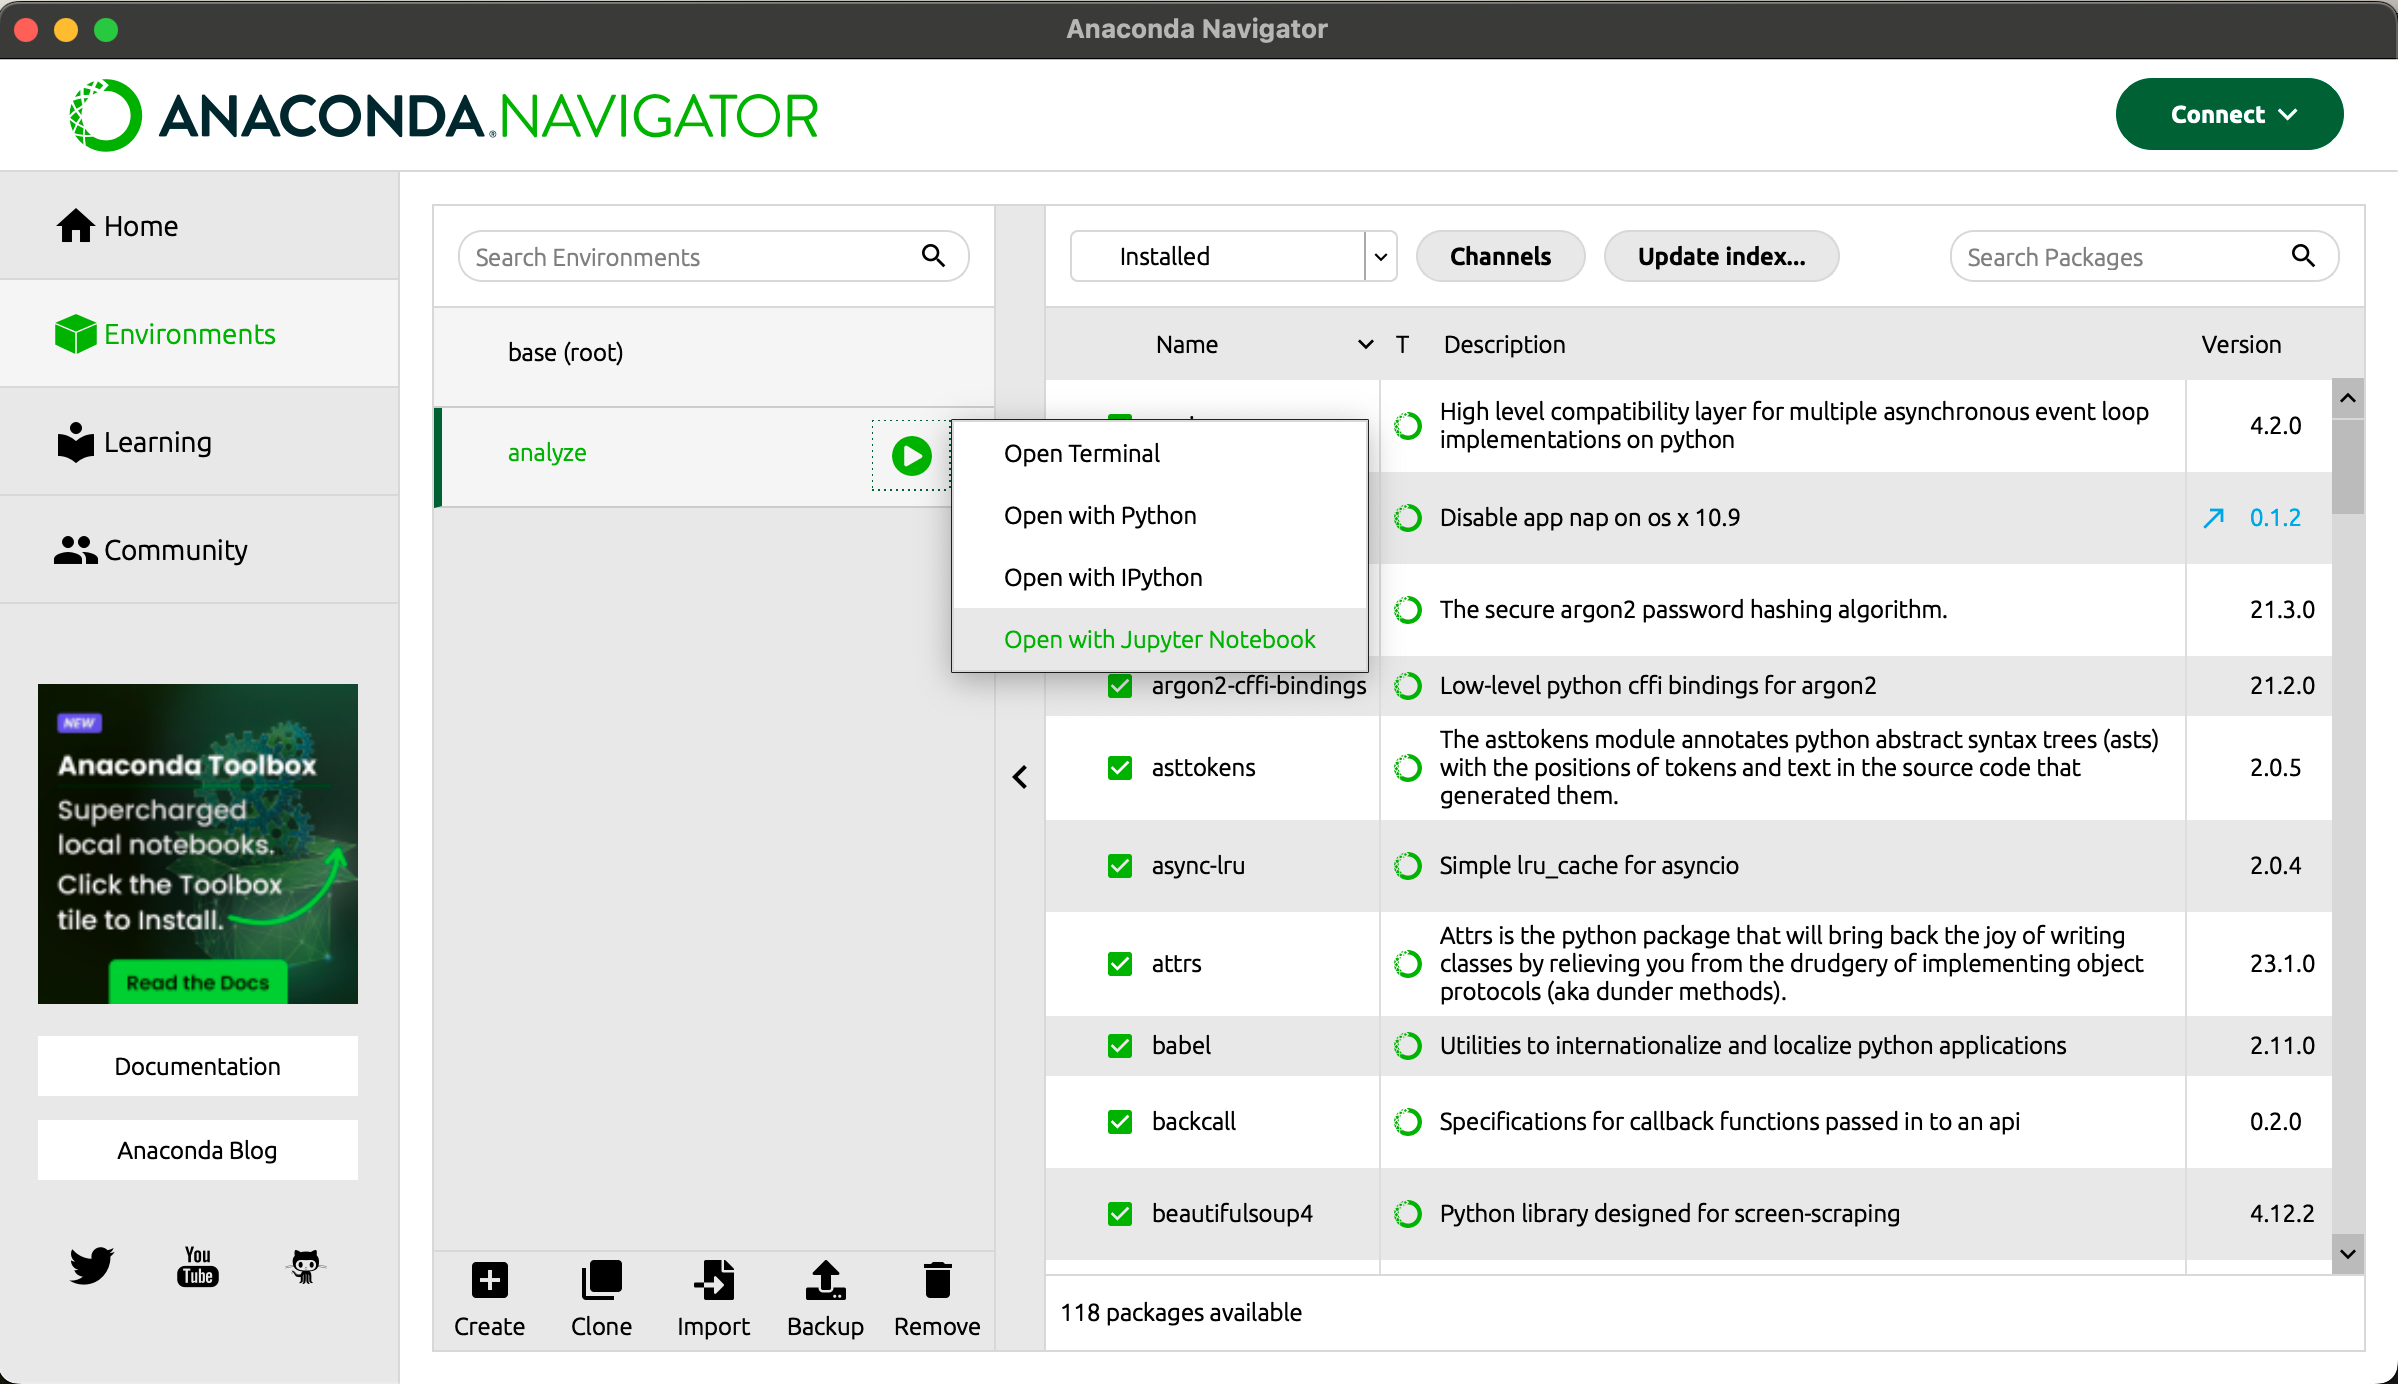 Anaconda Navigator
ANACONDA.NAVIGATOR
Connect
Home
Environments
Learning
Community
NEW
Anaconda Toolbox
Supercharged
local notebooks.
Click the Toolbox
tile to Install.
Read the Docs
Documentation
Anaconda Blog
You
Tube
Search Environments
base (root)
analyze
Open Terminal
Open with Python
Open with IPython
Open with Jupyter Notebook
Create
Clone
Import
Backup
Remove
Installed
Channels
Update index...
Search Packages
Name
T
Description
Version
High level compatibility layer for multiple asynchronous event loop
implementations on python
4.2.0
Disable app nap on os x 10.9
0.1.2
The secure argon2 password hashing algorithm.
21.3.0
argon2-cffi-bindings
Low-level python cffi bindings for argon2
21.2.0
asttokens
The asttokens module annotates python abstract syntax trees (asts)
with the positions of tokens and text in the source code that
generated them.
2.0.5
async-lru
Simple lru_cache for asyncio
2.0.4
attrs
Attrs is the python package that will bring back the joy of writing
classes by relieving you from the drudgery of implementing object
protocols (aka dunder methods).
23.1.0
babel
Utilities to internationalize and localize python applications
2.11.0
backcall
Specifications for callback functions passed in to an api
0.2.0
beautifulsoup4
Python library designed for screen-scraping
4.12.2
118 packages available